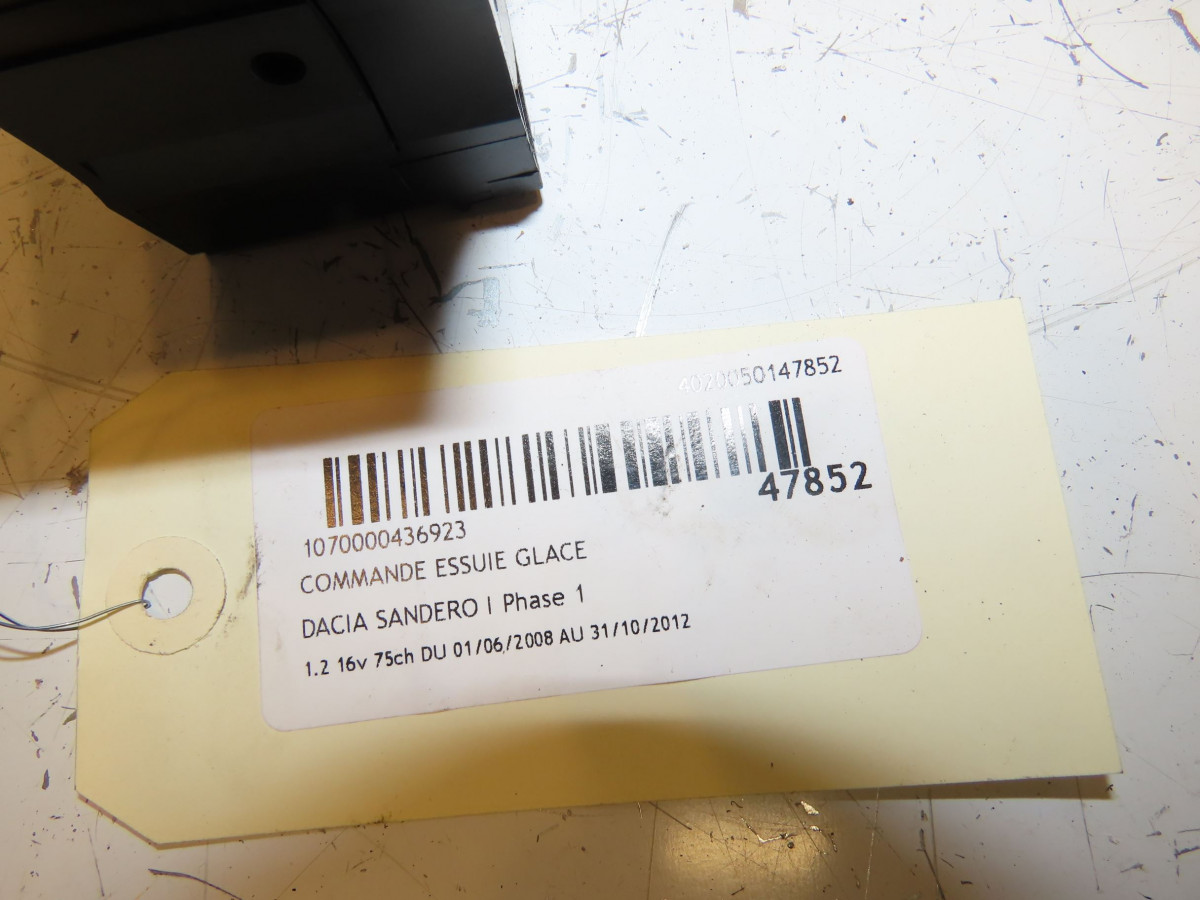 4020050147852
47852
1070000436923
COMMANDE ESSUIE GLACE
DACIA SANDERO I Phase 1
1.2 16v 75ch DU 01/06/2008 AU 31/10/2012